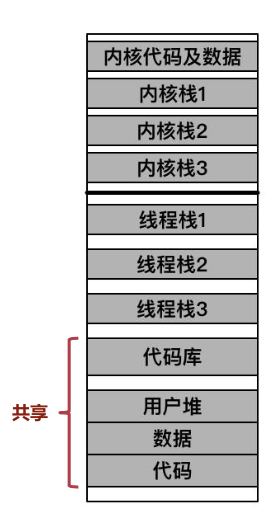 内核代码及数据
内核栈1
内核栈2
内核栈3
线程栈1
线程栈2
线程栈3
代码库
用户堆
数据
代码
共享